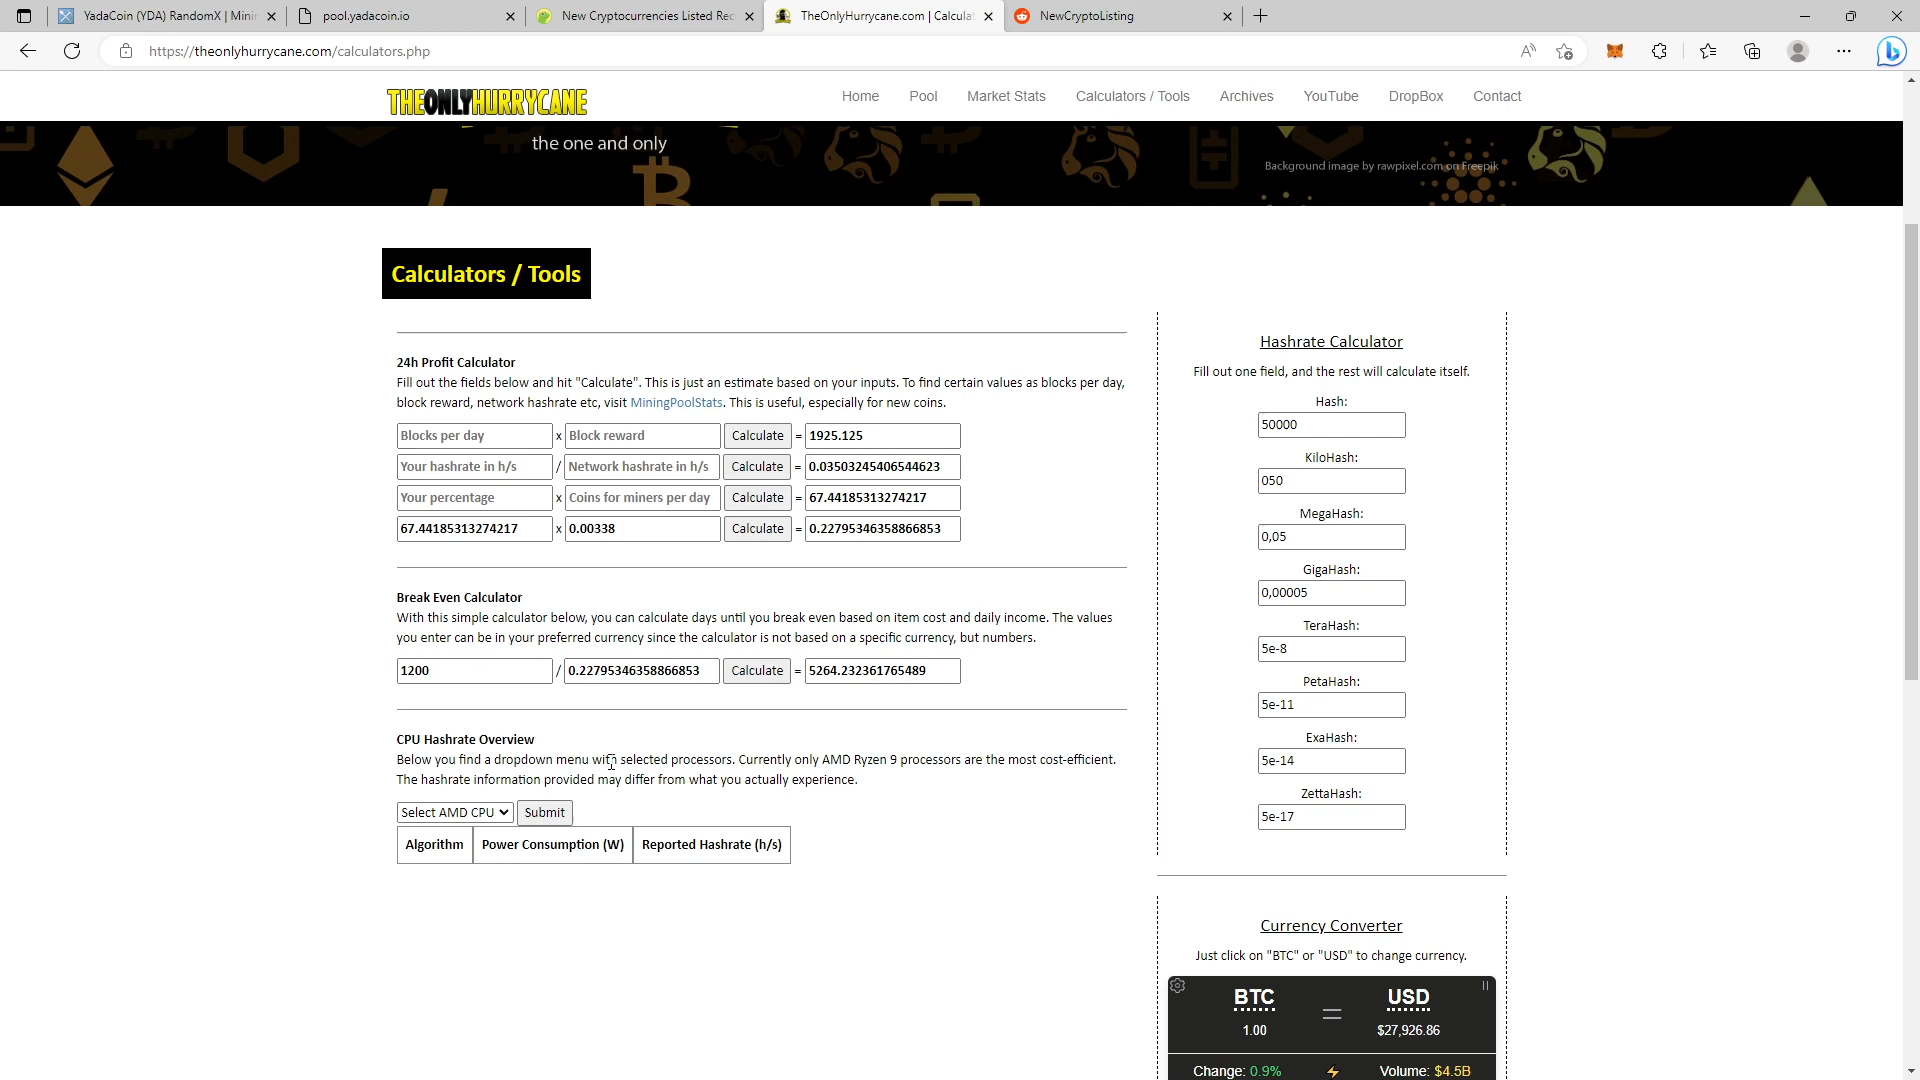 YadaCoin (YDA) RandomX | Mini
pool.yadacoin.io
New Cryptocurrencies Listed Rec
TheOnlyHurrycane.com | Calculat
NewCryptoListing
https://theonlyhurrycane.com/calculators.php
THEONLYHURRYCANE
Home
Pool
Market Stats
Calculators / Tools
Archives
YouTube
DropBox
Contact
the one and only
Background image by rawpixel.com on Freepik
Calculators / Tools
24h Profit Calculator
Fill out the fields below and hit "Calculate". This is just an estimate based on your inputs. To find certain values as blocks per day,
block reward, network hashrate etc, visit MiningPoolStats. This is useful, especially for new coins.
Blocks per day x Block reward Calculate = 1925.125
Your hashrate in h/s / Network hashrate in h/s Calculate = 0.03503245406544623
Your percentage x Coins for miners per day Calculate = 67.44185313274217
67.44185313274217 x 0.00338 Calculate = 0.22795346358866853
Break Even Calculator
With this simple calculator below, you can calculate days until you break even based on item cost and daily income. The values
you enter can be in your preferred currency since the calculator is not based on a specific currency, but numbers.
1200 / 0.22795346358866853 Calculate = 5264.232361765489
CPU Hashrate Overview
Below you find a dropdown menu with selected processors. Currently only AMD Ryzen 9 processors are the most cost-efficient.
The hashrate information provided may differ from what you actually experience.
Select AMD CPU Submit
Algorithm Power Consumption (W) Reported Hashrate (h/s)
Hashrate Calculator
Fill out one field, and the rest will calculate itself.
Hash:
50000
KiloHash:
050
MegaHash:
0,05
GigaHash:
0,00005
TeraHash:
5e-8
PetaHash:
5e-11
ExaHash:
5e-14
ZettaHash:
5e-17
Currency Converter
Just click on "BTC" or "USD" to change currency.
BTC = USD
1.00 $27,926.86
Change: 0.9% Volume: $4.5B